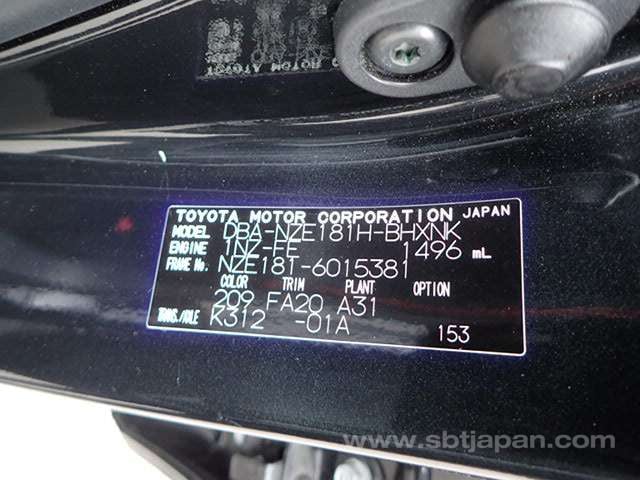 TOYOTA MOTOR CORPORATION JAPAN
MODEL DBA-NZE181H-BHXNK
ENGINE 1NZ-FE 1496 mL
FRAME No. NZE181-6015381
COLOR TRIM PLANT OPTION
209 FA20 A31
TRANS./AXLE K312 -01A
153
www.sbtjapan.com